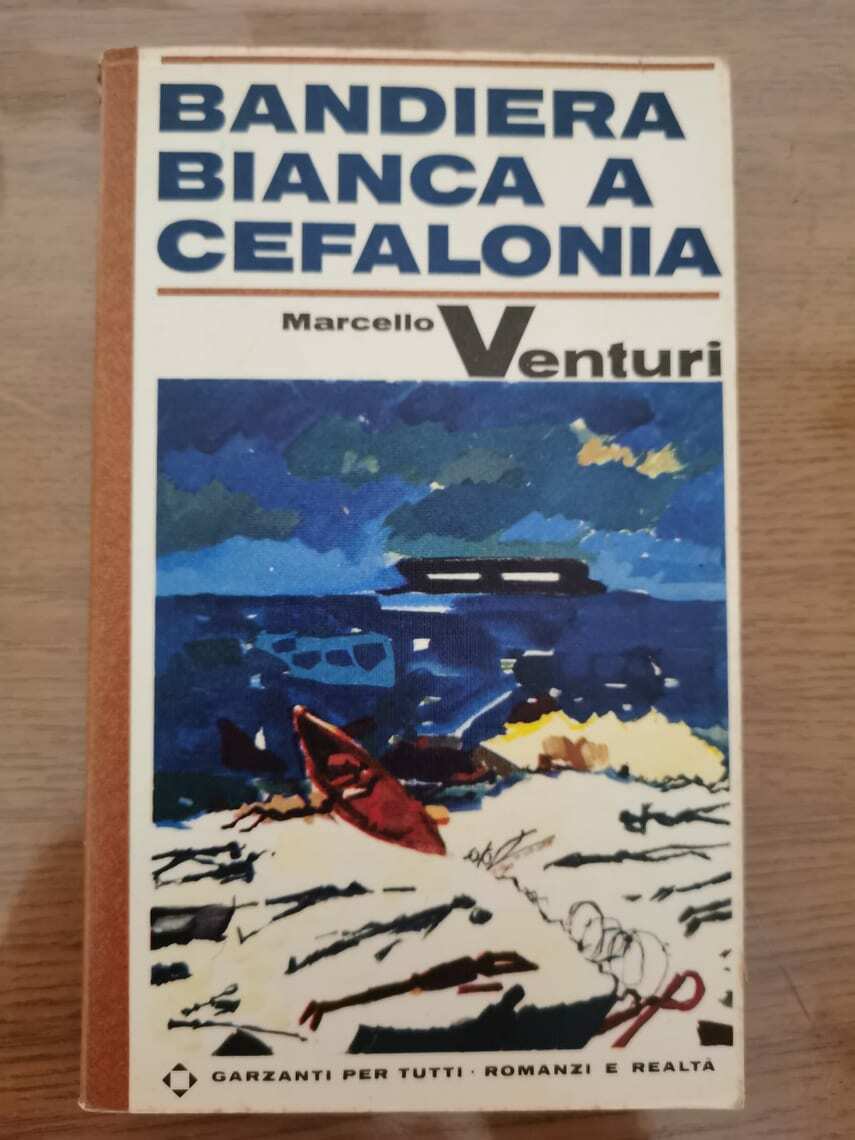 BANDIERA
BIANCA A
CEFALONIA
Marcello Venturi
GARZANTI PER TUTTI · ROMANZI E REALTÀ